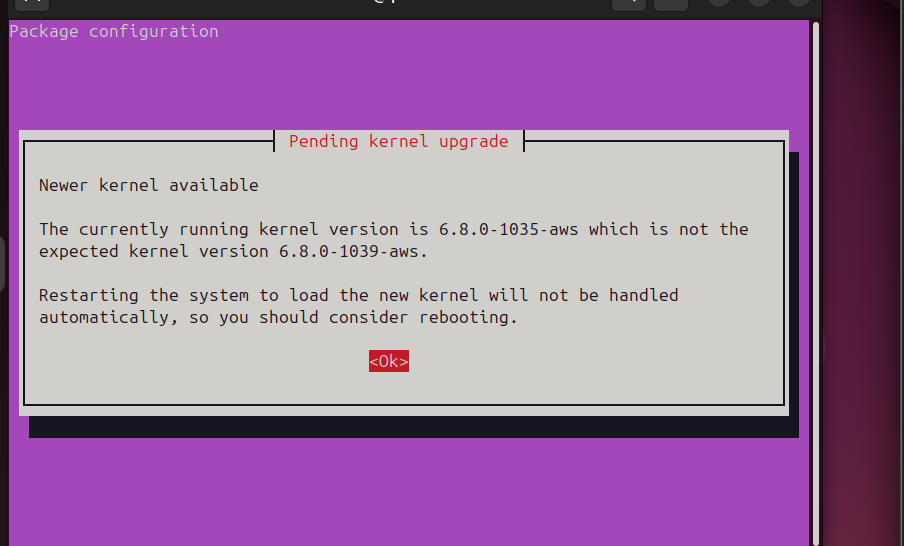 Package configuration
Pending kernel upgrade
Newer kernel available
The currently running kernel version is 6.8.0-1035-aws which is not the
expected kernel version 6.8.0-1039-aws.
Restarting the system to load the new kernel will not be handled
automatically, so you should consider rebooting.
<Ok>